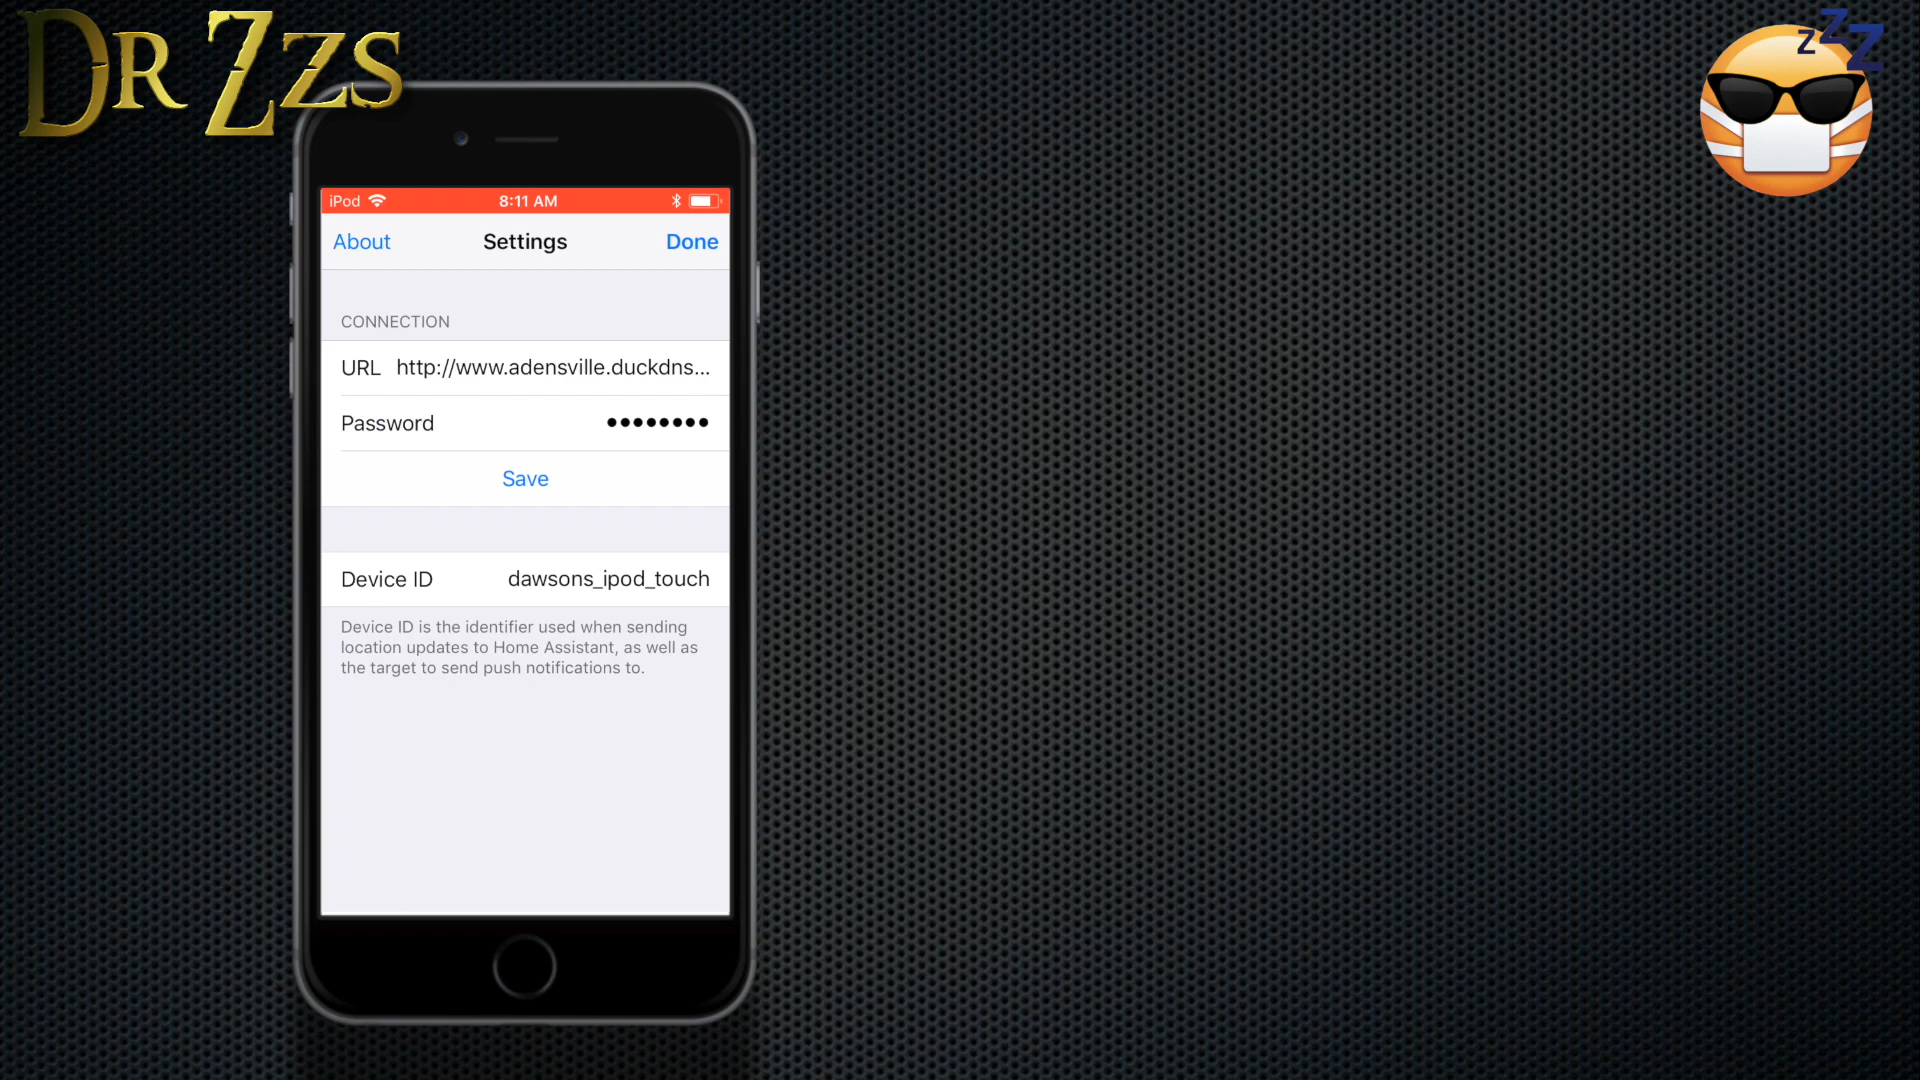 DR ZZS
z Z Z
iPod 8:11 AM
About Settings Done
CONNECTION
URL http://www.adensville.duckdns...
Password ••••••••
Save
Device ID dawsons_ipod_touch
Device ID is the identifier used when sending
location updates to Home Assistant, as well as
the target to send push notifications to.